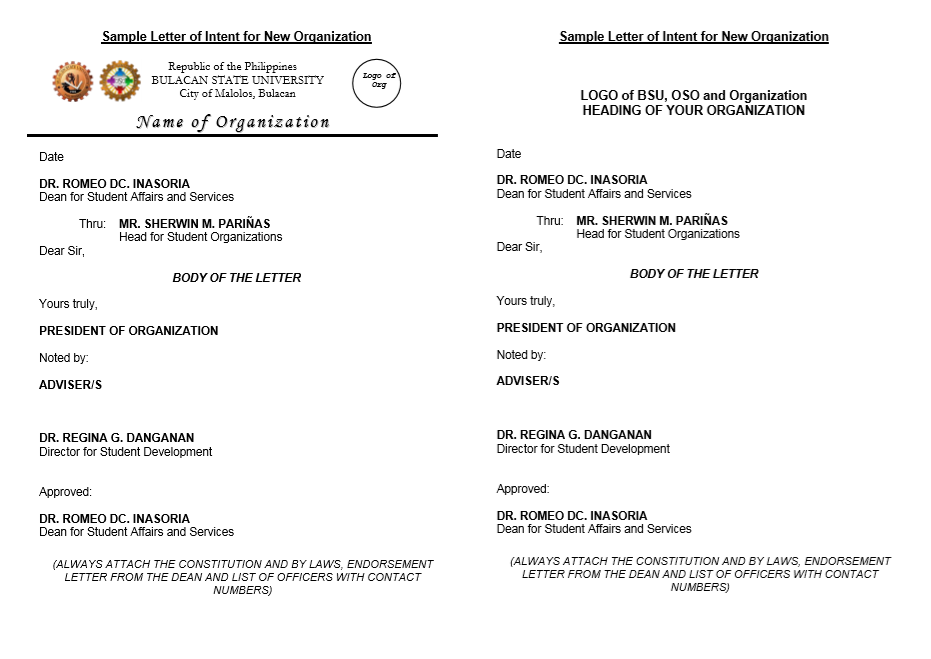 Sample Letter of Intent for New Organization
Republic of the Philippines
BULACAN STATE UNIVERSITY
City of Malolos, Bulacan
Logo of
Org
Name of Organization
Date
DR. ROMEO DC. INASORIA
Dean for Student Affairs and Services
Thru: MR. SHERWIN M. PARIÑAS
Head for Student Organizations
Dear Sir,
BODY OF THE LETTER
Yours truly,
PRESIDENT OF ORGANIZATION
Noted by:
ADVISER/S
DR. REGINA G. DANGANAN
Director for Student Development
Approved:
DR. ROMEO DC. INASORIA
Dean for Student Affairs and Services
(ALWAYS ATTACH THE CONSTITUTION AND BY LAWS, ENDORSEMENT
LETTER FROM THE DEAN AND LIST OF OFFICERS WITH CONTACT
NUMBERS)
Sample Letter of Intent for New Organization
LOGO of BSU, OSO and Organization
HEADING OF YOUR ORGANIZATION
Date
DR. ROMEO DC. INASORIA
Dean for Student Affairs and Services
Thru: MR. SHERWIN M. PARIÑAS
Head for Student Organizations
Dear Sir,
BODY OF THE LETTER
Yours truly,
PRESIDENT OF ORGANIZATION
Noted by:
ADVISER/S
DR. REGINA G. DANGANAN
Director for Student Development
Approved:
DR. ROMEO DC. INASORIA
Dean for Student Affairs and Services
(ALWAYS ATTACH THE CONSTITUTION AND BY LAWS, ENDORSEMENT
LETTER FROM THE DEAN AND LIST OF OFFICERS WITH CONTACT
NUMBERS)